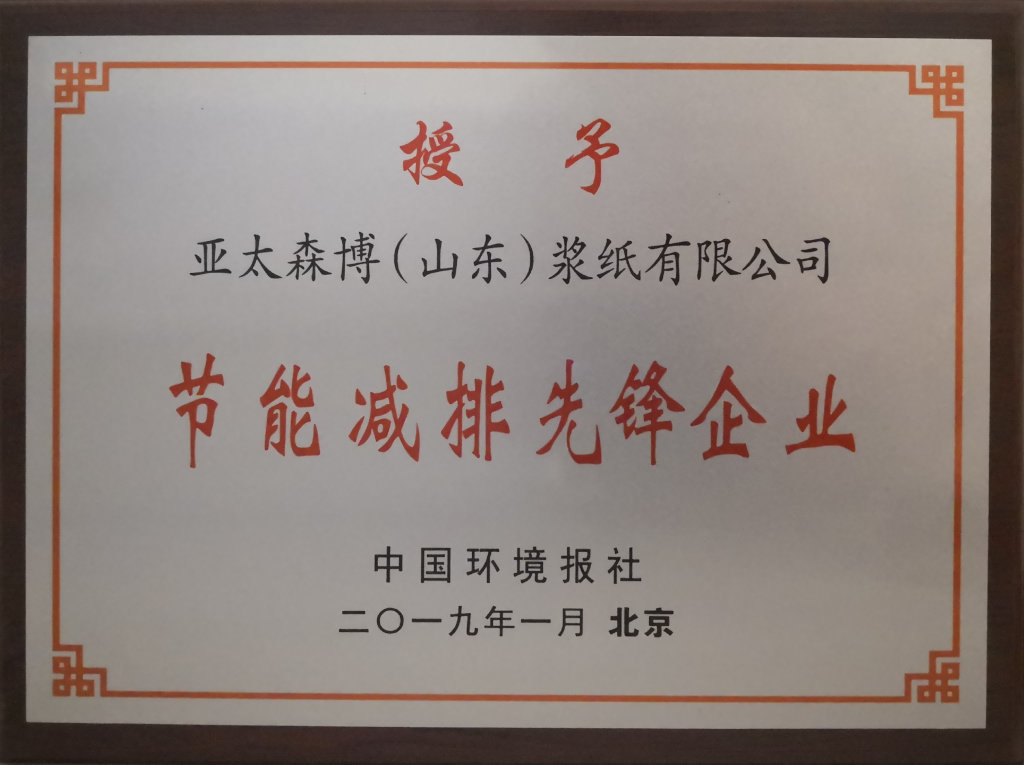 授予
亚太森博（山东）浆纸有限公司
节能减排先锋企业
中国环境报社
二〇一九年一月 北京